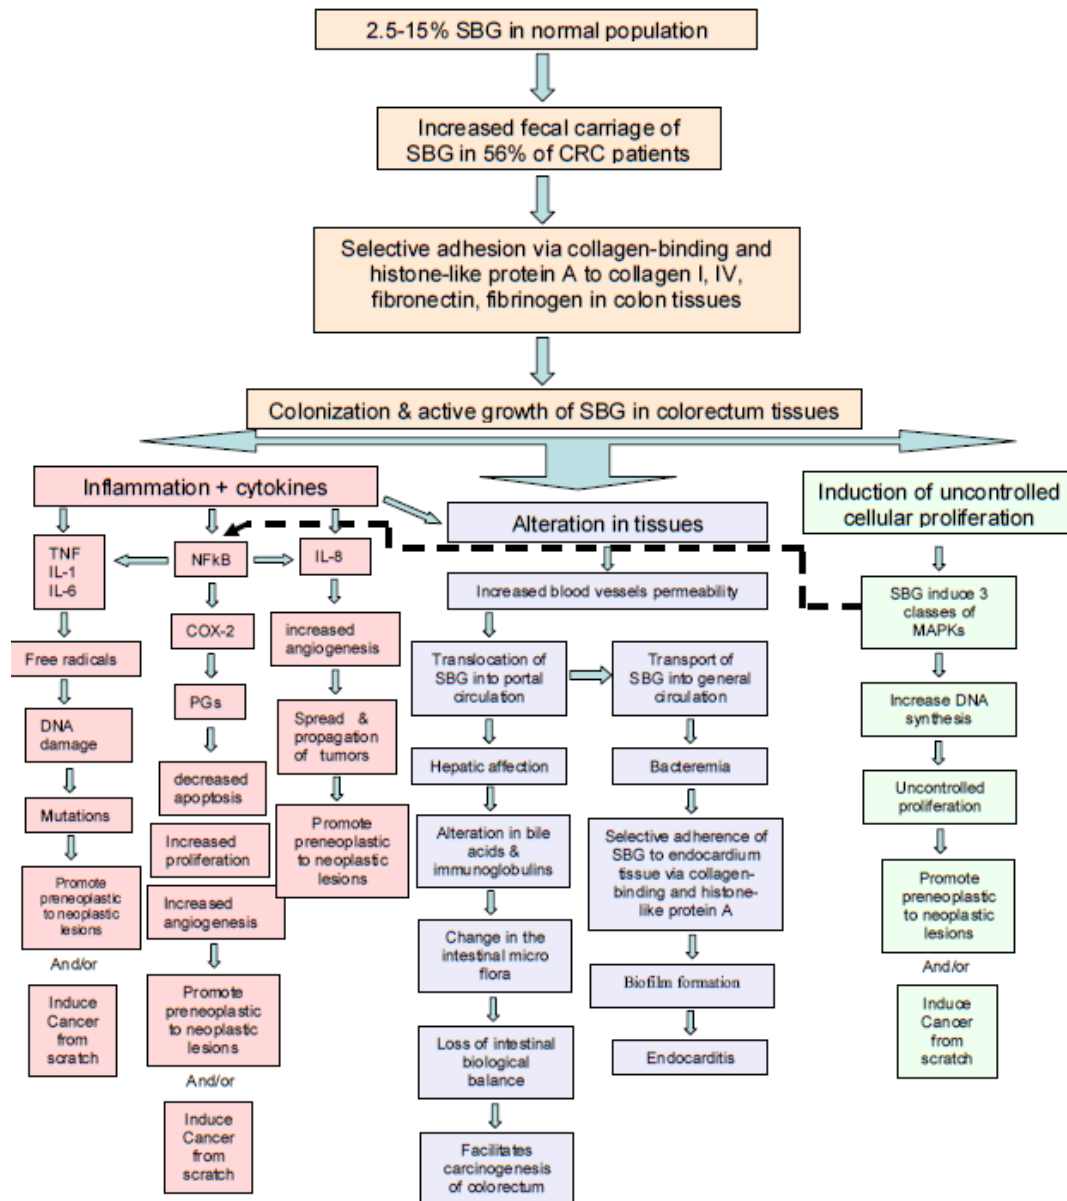 2.5-15% SBG in normal population
Increased fecal carriage of
SBG in 56% of CRC patients
Selective adhesion via collagen-binding and
histone-like protein A to collagen I, IV,
fibronectin, fibrinogen in colon tissues
Colonization & active growth of SBG in colorectum tissues
Inflammation + cytokines
TNF
IL-1
IL-6
Free radicals
DNA
damage
Mutations
Promote
preneoplastic
to neoplastic
lesions
And/or
Induce
Cancer
from
scratch
NFkB
COX-2
PGs
decreased
apoptosis
Increased
proliferation
Increased
angiogenesis
Promote
preneoplastic
to neoplastic
lesions
And/or
Induce
Cancer
from
scratch
IL-8
increased
angiogenesis
Spread &
propagation
of tumors
Promote
preneoplastic
to neoplastic
lesions
Alteration in tissues
Increased blood vessels permeability
Translocation of
SBG into portal
circulation
Hepatic affection
Alteration in bile
acids &
immunoglobulins
Change in the
intestinal micro
flora
Loss of intestinal
biological
balance
Facilitates
carcinogenesis
of colorectum
Transport of
SBG into general
circulation
Bacteremia
Selective adherence of
SBG to endocardium
tissue via collagen-
binding and histone-
like protein A
Biofilm formation
Endocarditis
Induction of uncontrolled
cellular proliferation
SBG induce 3
classes of
MAPKs
Increase DNA
synthesis
Uncontrolled
proliferation
Promote
preneoplastic
to neoplastic
lesions
And/or
Induce
Cancer
from
scratch